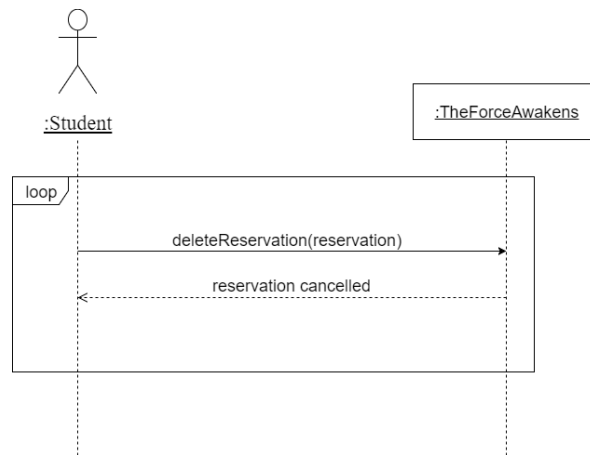 :Student
:TheForceAwakens
loop
deleteReservation(reservation)
reservation cancelled